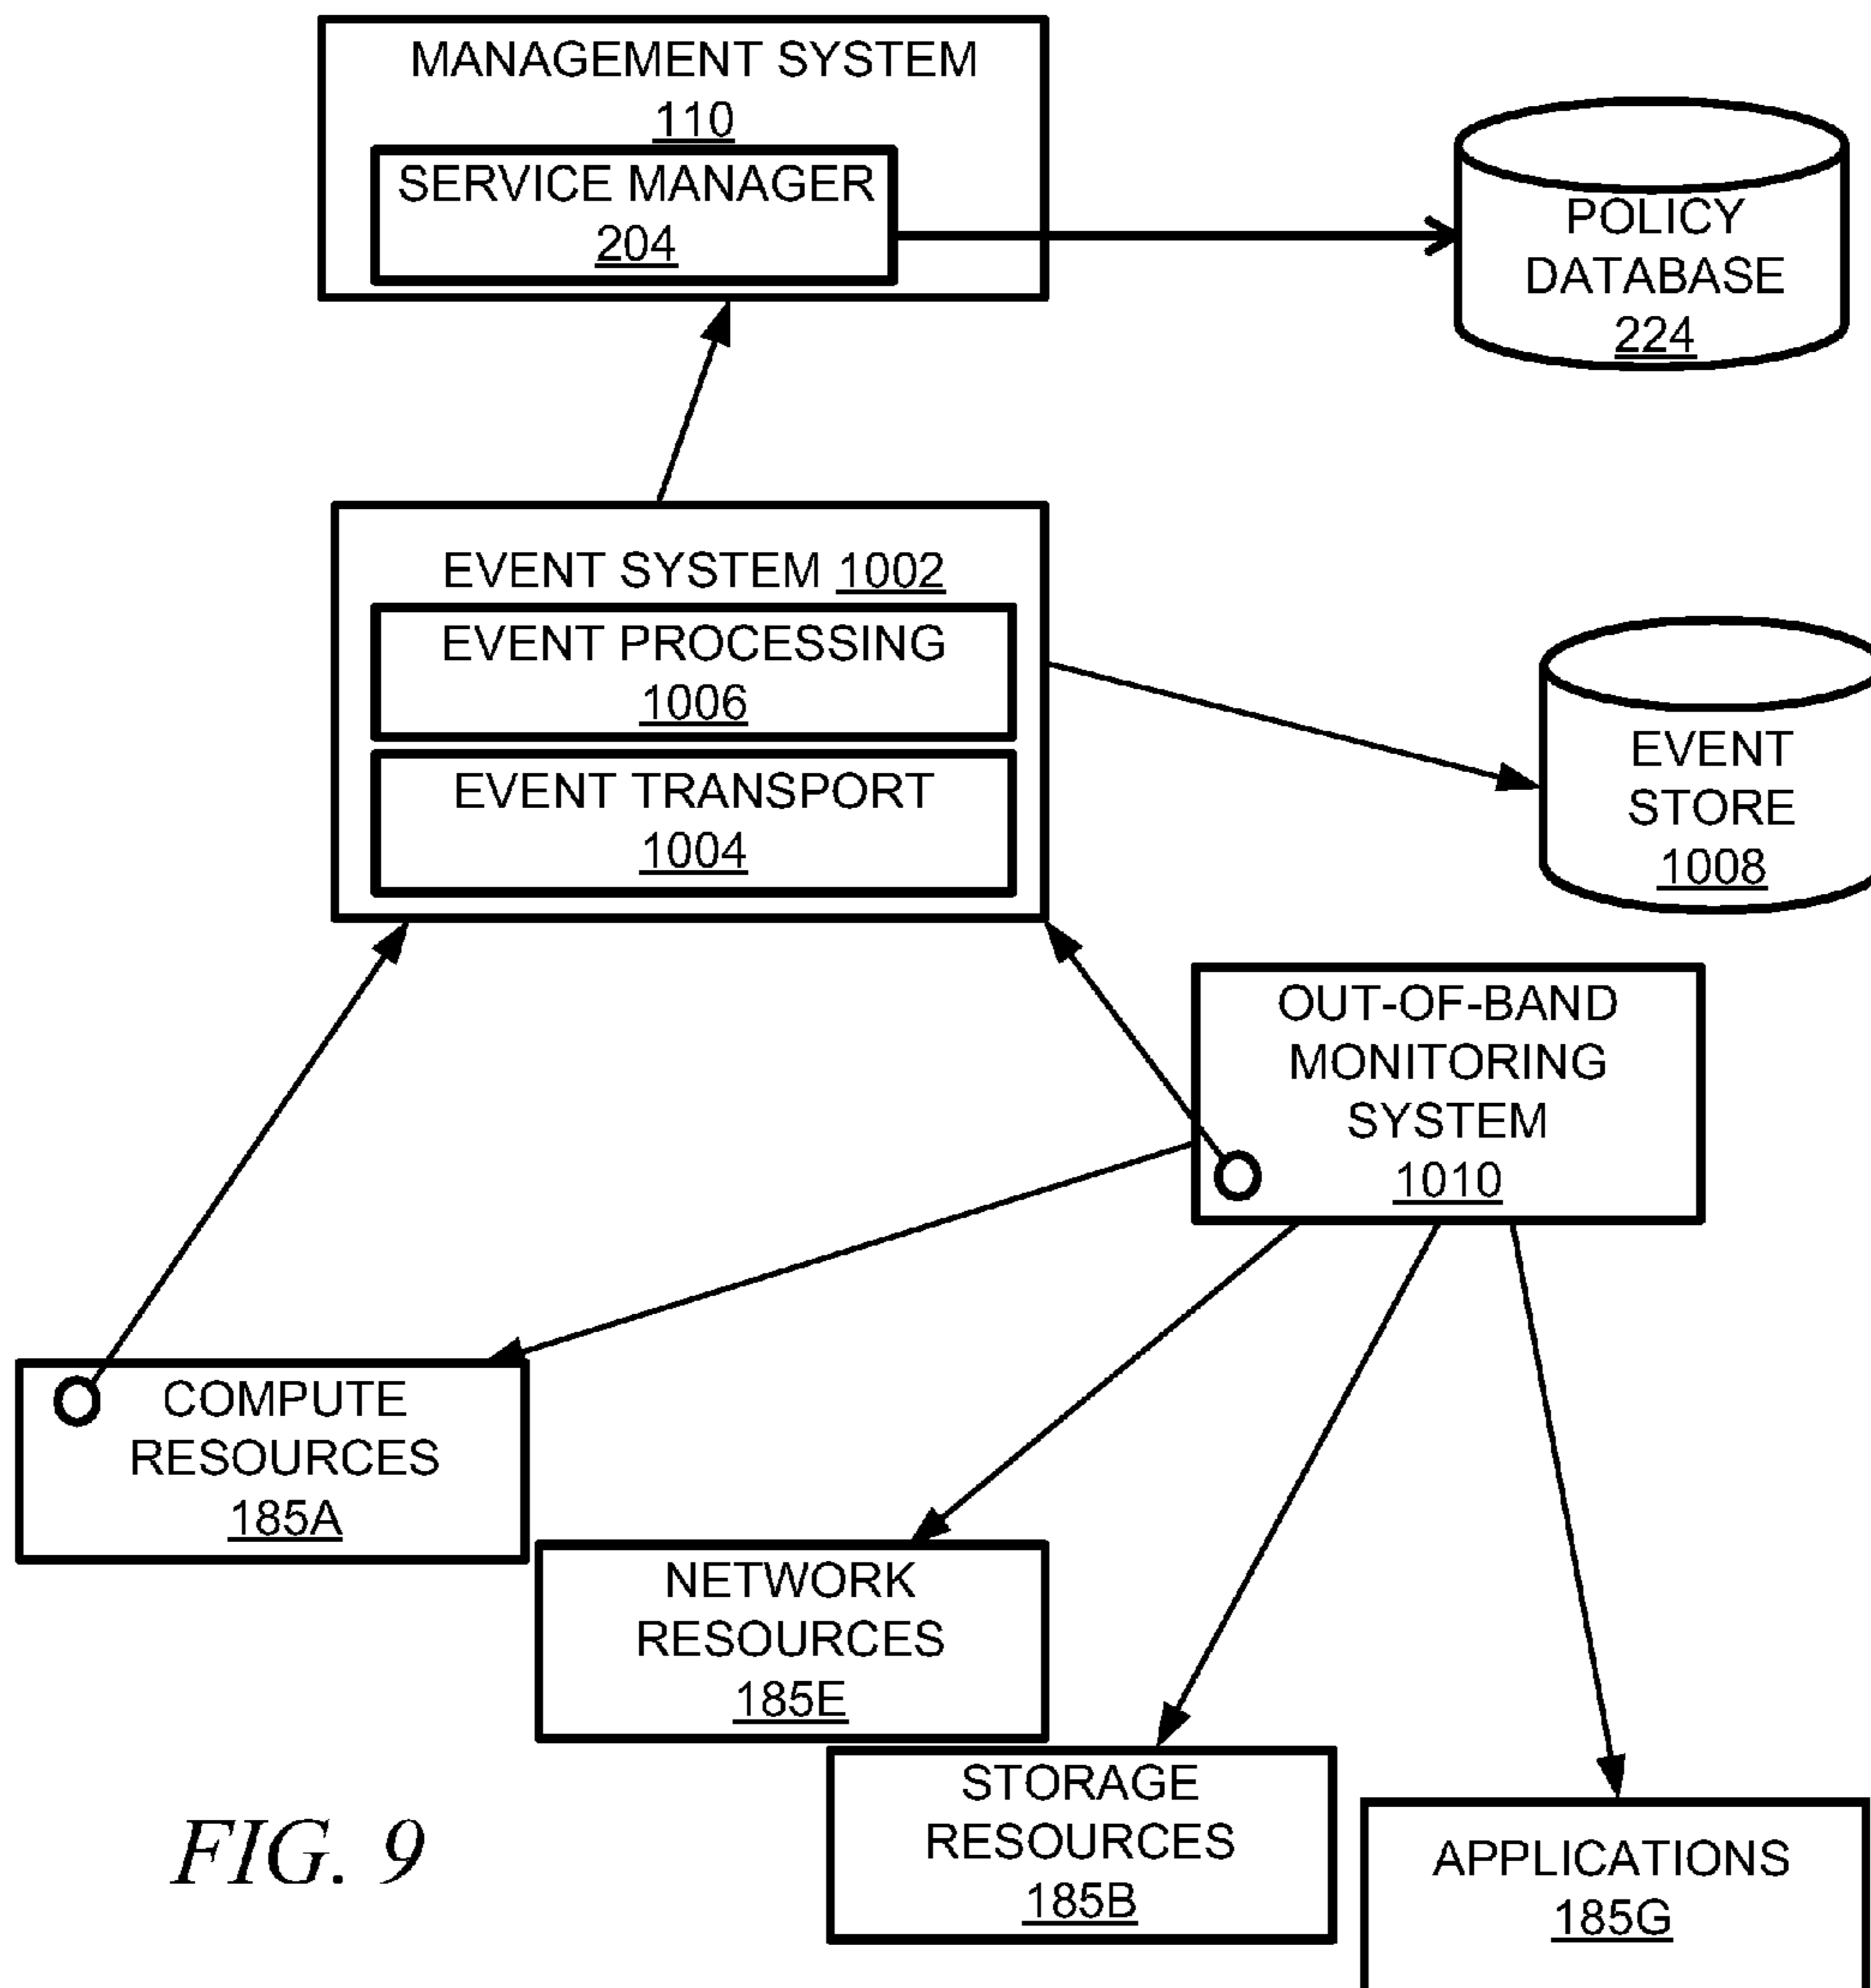 MANAGEMENT SYSTEM
110
SERVICE MANAGER
204
POLICY
DATABASE
224
EVENT SYSTEM 1002
EVENT PROCESSING
1006
EVENT TRANSPORT
1004
EVENT
STORE
1008
OUT-OF-BAND
MONITORING
SYSTEM
1010
COMPUTE
RESOURCES
185A
NETWORK
RESOURCES
185E
STORAGE
RESOURCES
185B
APPLICATIONS
185G
FIG. 9